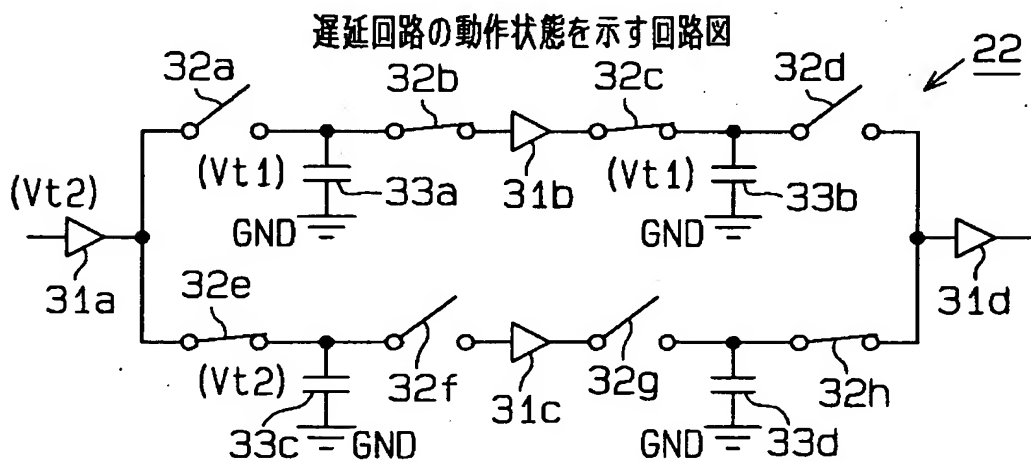 遅延回路の動作状態を示す回路図
22
32a
32b
32c
32d
(Vt2)
(Vt1)
33a
31b
(Vt1)
33b
GND
GND
31a
32e
31d
(Vt2)
33c
GND
32f
31c
32g
GND
33d
32h